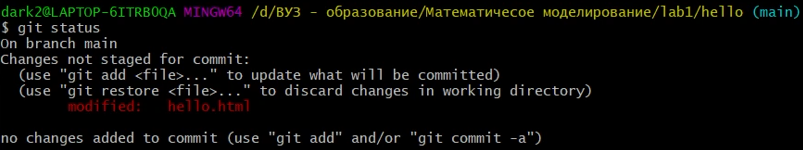 dark2@LAPTOP-6ITRB0QA MINGW64 /d/ВУЗ - образование/Математичесое моделирование/lab1/hello (main)
$ git status
On branch main
Changes not staged for commit:
  (use "git add <file>..." to update what will be committed)
  (use "git restore <file>..." to discard changes in working directory)
        modified:   hello.html

no changes added to commit (use "git add" and/or "git commit -a")